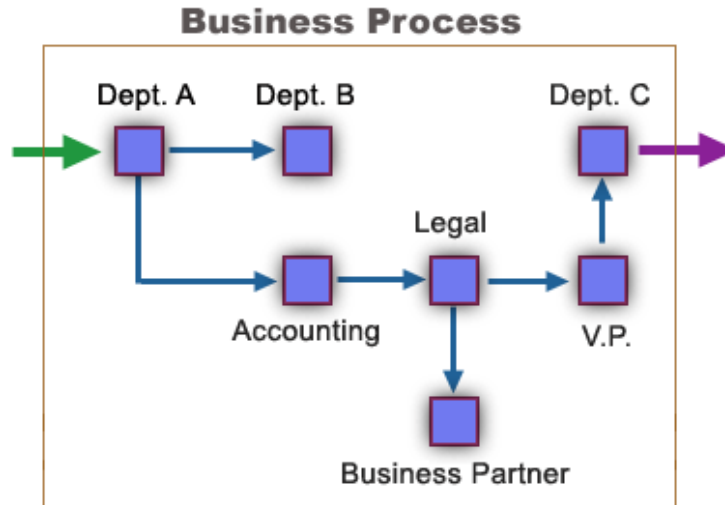 Business Process
Dept. A
Dept. B
Dept. C
Legal
Accounting
V.P.
Business Partner